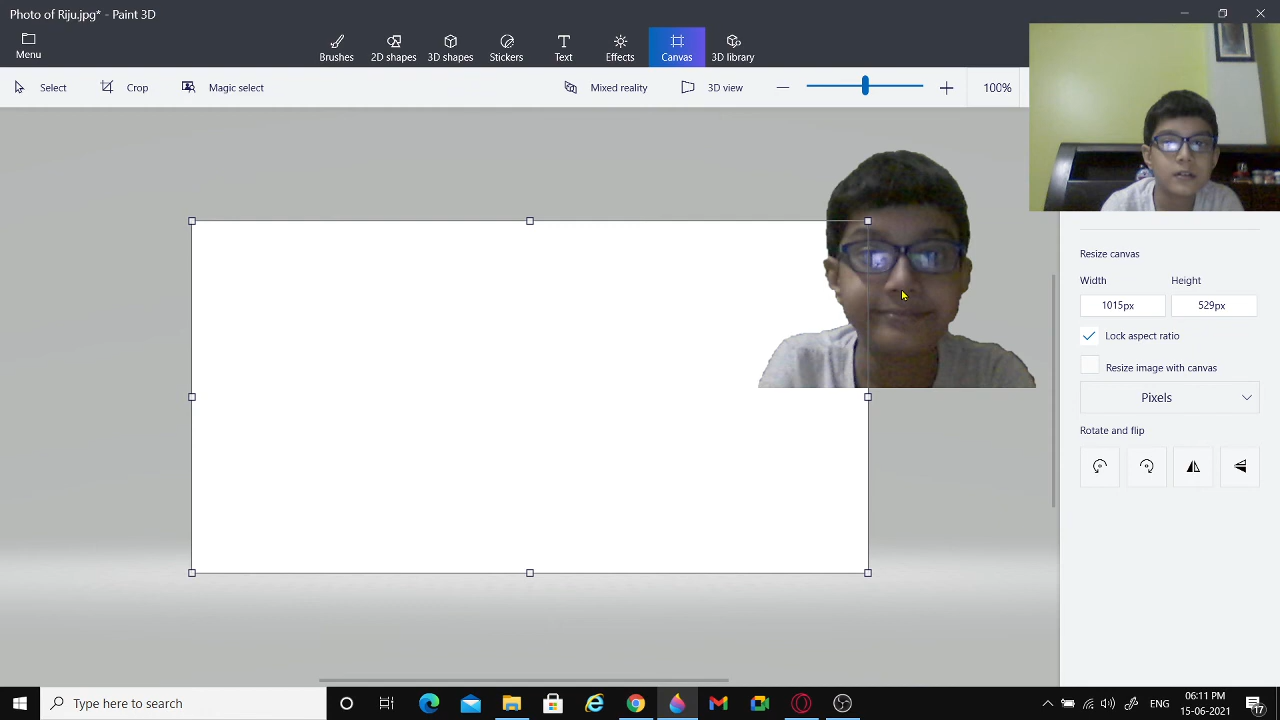 Photo of Riju.jpg* - Paint 3D
Menu
Brushes
2D shapes
3D shapes
Stickers
Text
Effects
Canvas
3D library
Select
Crop
Magic select
Mixed reality
3D view
100%
Resize canvas
Width
Height
1015px
529px
Lock aspect ratio
Resize image with canvas
Pixels
Rotate and flip
Type here to search
ENG
06:11 PM
15-06-2021
17